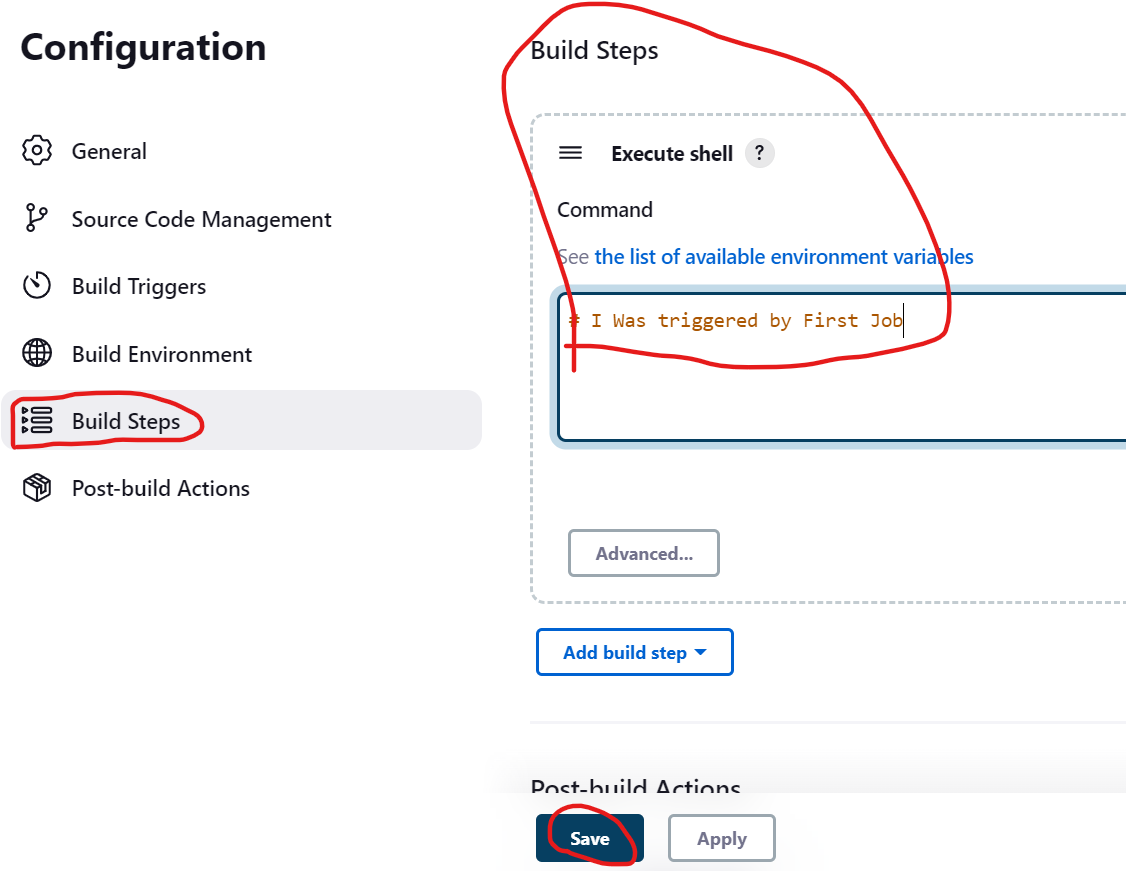 Configuration
General
Source Code Management
Build Triggers
Build Environment
Build Steps
Post-build Actions
Build Steps
Execute shell ?
Command
See the list of available environment variables
# I Was triggered by First Job
Advanced...
Add build step
Post-build Actions
Save Apply